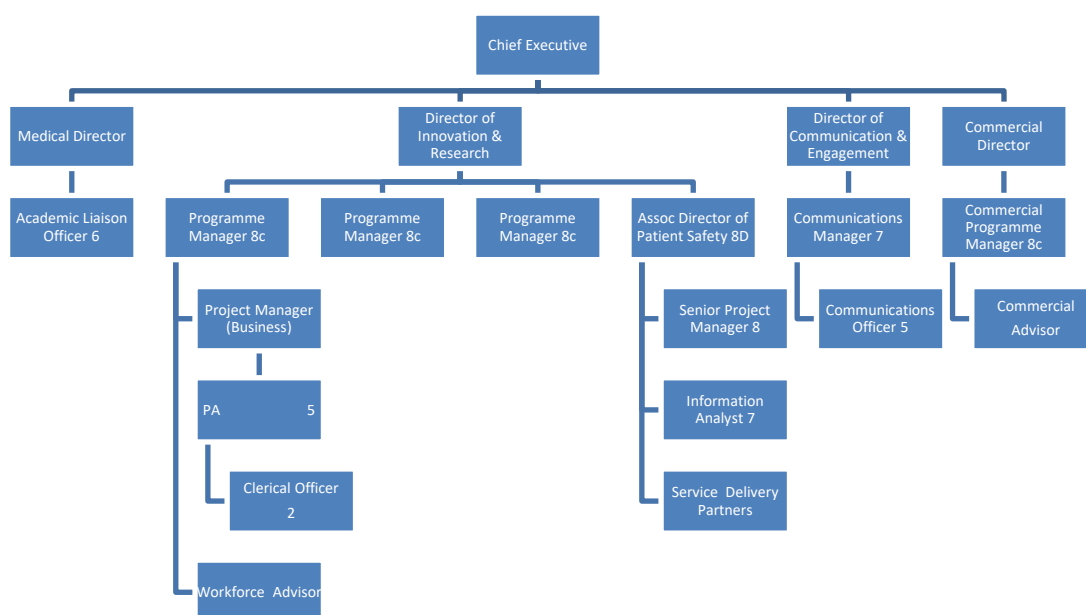 Chief Executive
Medical Director
Director of
Innovation &
Research
Director of
Communication &
Engagement
Commercial
Director
Academic Liaison
Officer 6
Programme
Manager 8c
Programme
Manager 8c
Programme
Manager 8c
Assoc Director of
Patient Safety 8D
Communications
Manager 7
Commercial
Programme
Manager 8c
Project Manager
(Business)
Senior Project
Manager 8
Communications
Officer 5
Commercial
Advisor
PA 5
Information
Analyst 7
Clerical Officer
2
Service Delivery
Partners
Workforce Advisor